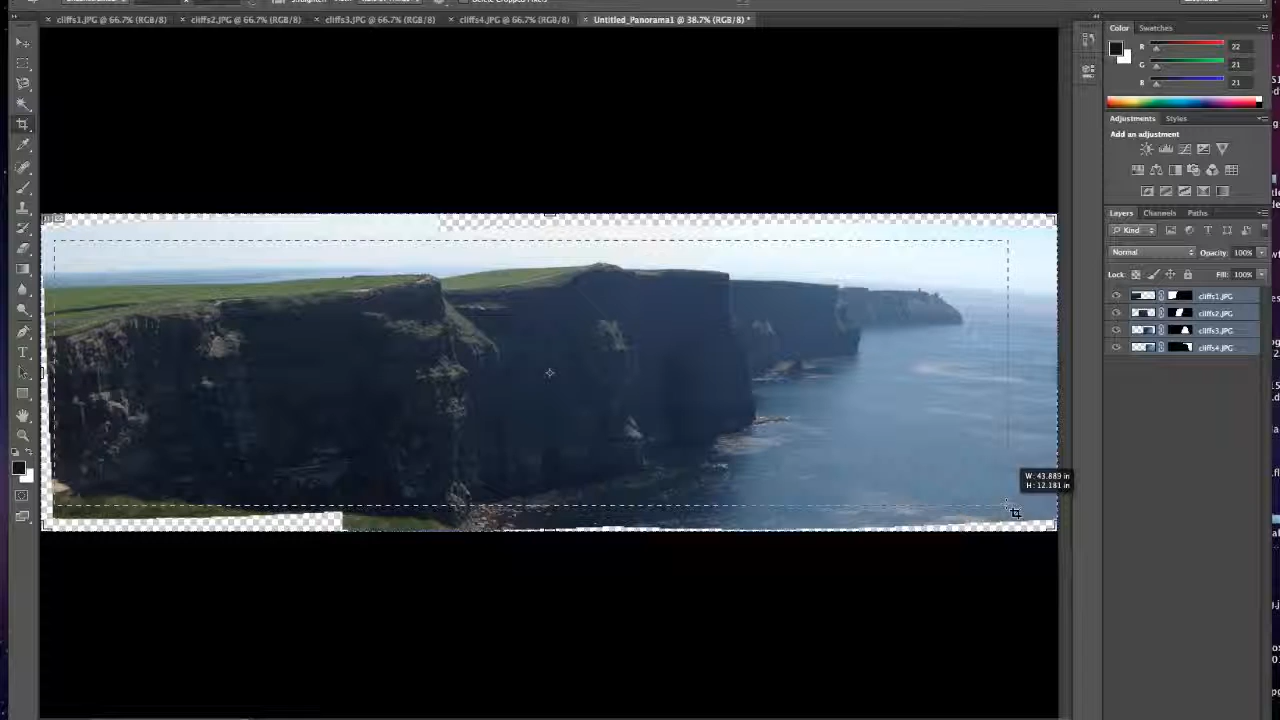 cliffs1.JPG @ 66.7% (RGB/8)
cliffs2.JPG @ 66.7% (RGB/8)
cliffs3.JPG @ 66.7% (RGB/8)
cliffs4.JPG @ 66.7% (RGB/8)
Untitled_Panorama1 @ 38.7% (RGB/8) *
Color
Swatches
R
22
G
21
B
21
Adjustments
Styles
Add an adjustment
Layers
Channels
Paths
Kind
Normal
Opacity: 100%
Lock:
Fill: 100%
cliffs1.JPG
cliffs2.JPG
cliffs3.JPG
cliffs4.JPG
W: 43.889 in
H: 12.181 in